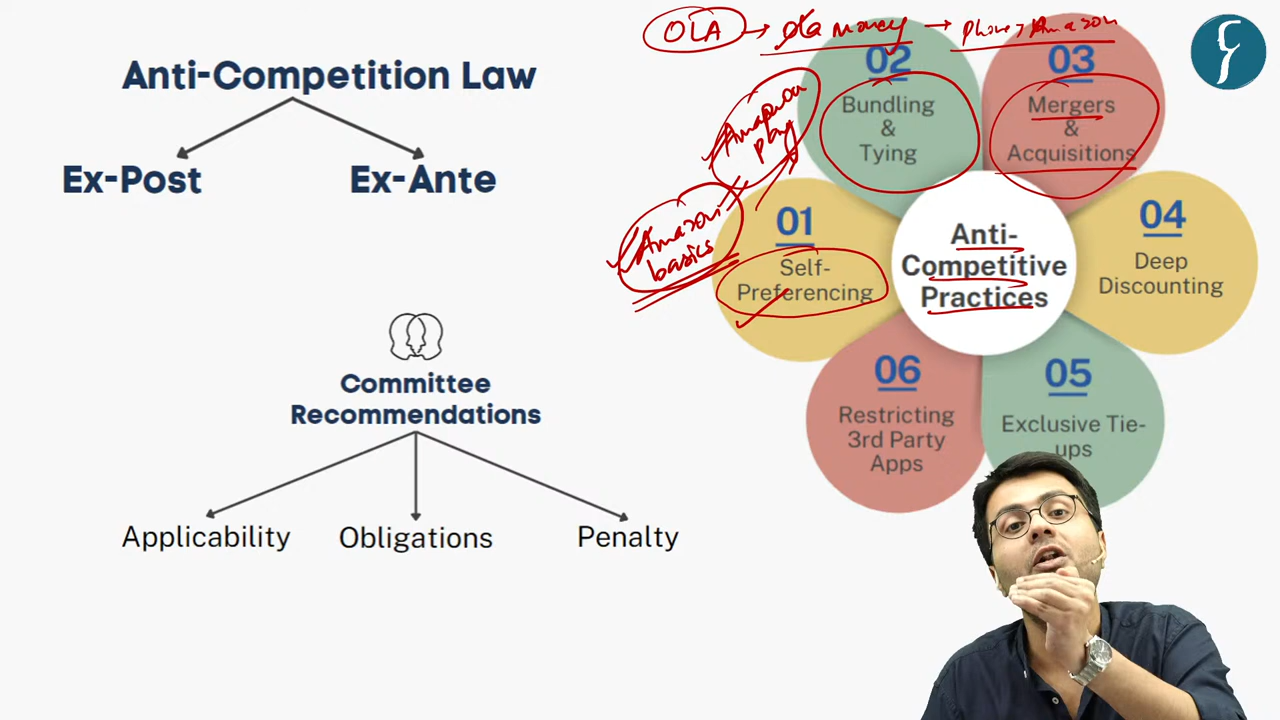 OLA → Ola money → phone > Amazon
Anti-Competition Law
Ex-Post
Ex-Ante
Committee
Recommendations
Applicability
Obligations
Penalty
Amazon
pay
Amazon
basics
01
Self-
Preferencing
02
Bundling
&
Tying
03
Mergers
&
Acquisitions
Anti-
Competitive
Practices
04
Deep
Discounting
05
Exclusive Tie-
ups
06
Restricting
3rd Party
Apps